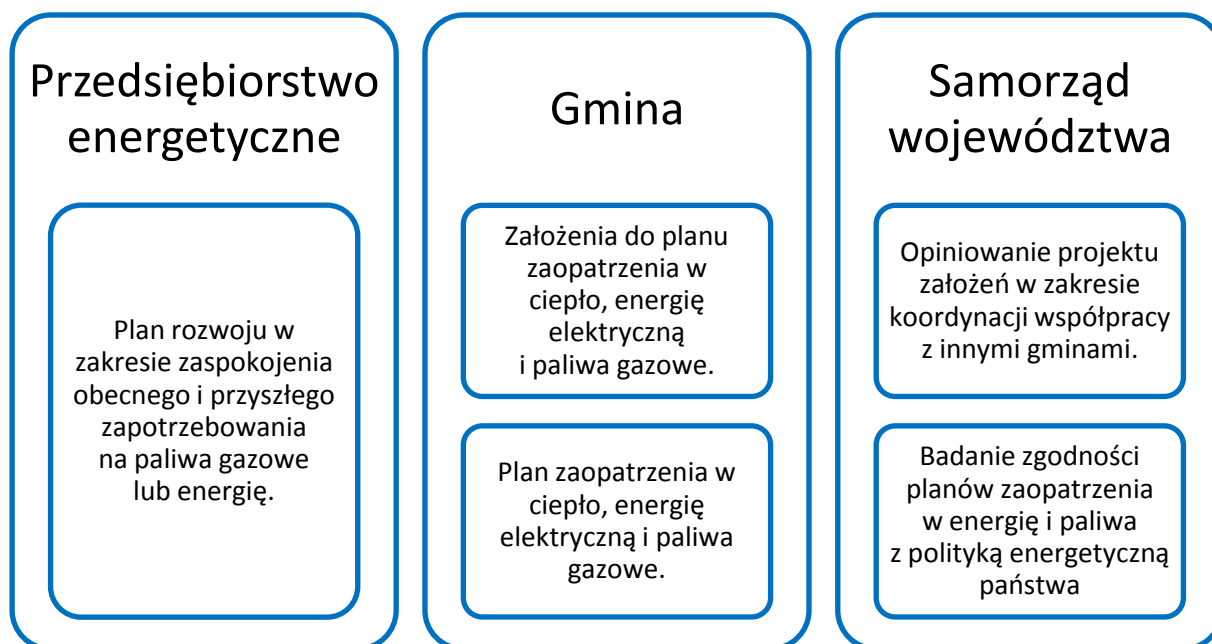 Przedsiębiorstwo
energetyczne
Plan rozwoju w
zakresie zaspokojenia
obecnego i przyszłego
zapotrzebowania
na paliwa gazowe
lub energię.
Gmina
Założenia do planu
zaopatrzenia w
ciepło, energię
elektryczną
i paliwa gazowe.
Plan zaopatrzenia w
ciepło, energię
elektryczną i paliwa
gazowe.
Samorząd
województwa
Opiniowanie projektu
założeń w zakresie
koordynacji współpracy
z innymi gminami.
Badanie zgodności
planów zaopatrzenia
w energię i paliwa
z polityką energetyczną
państwa